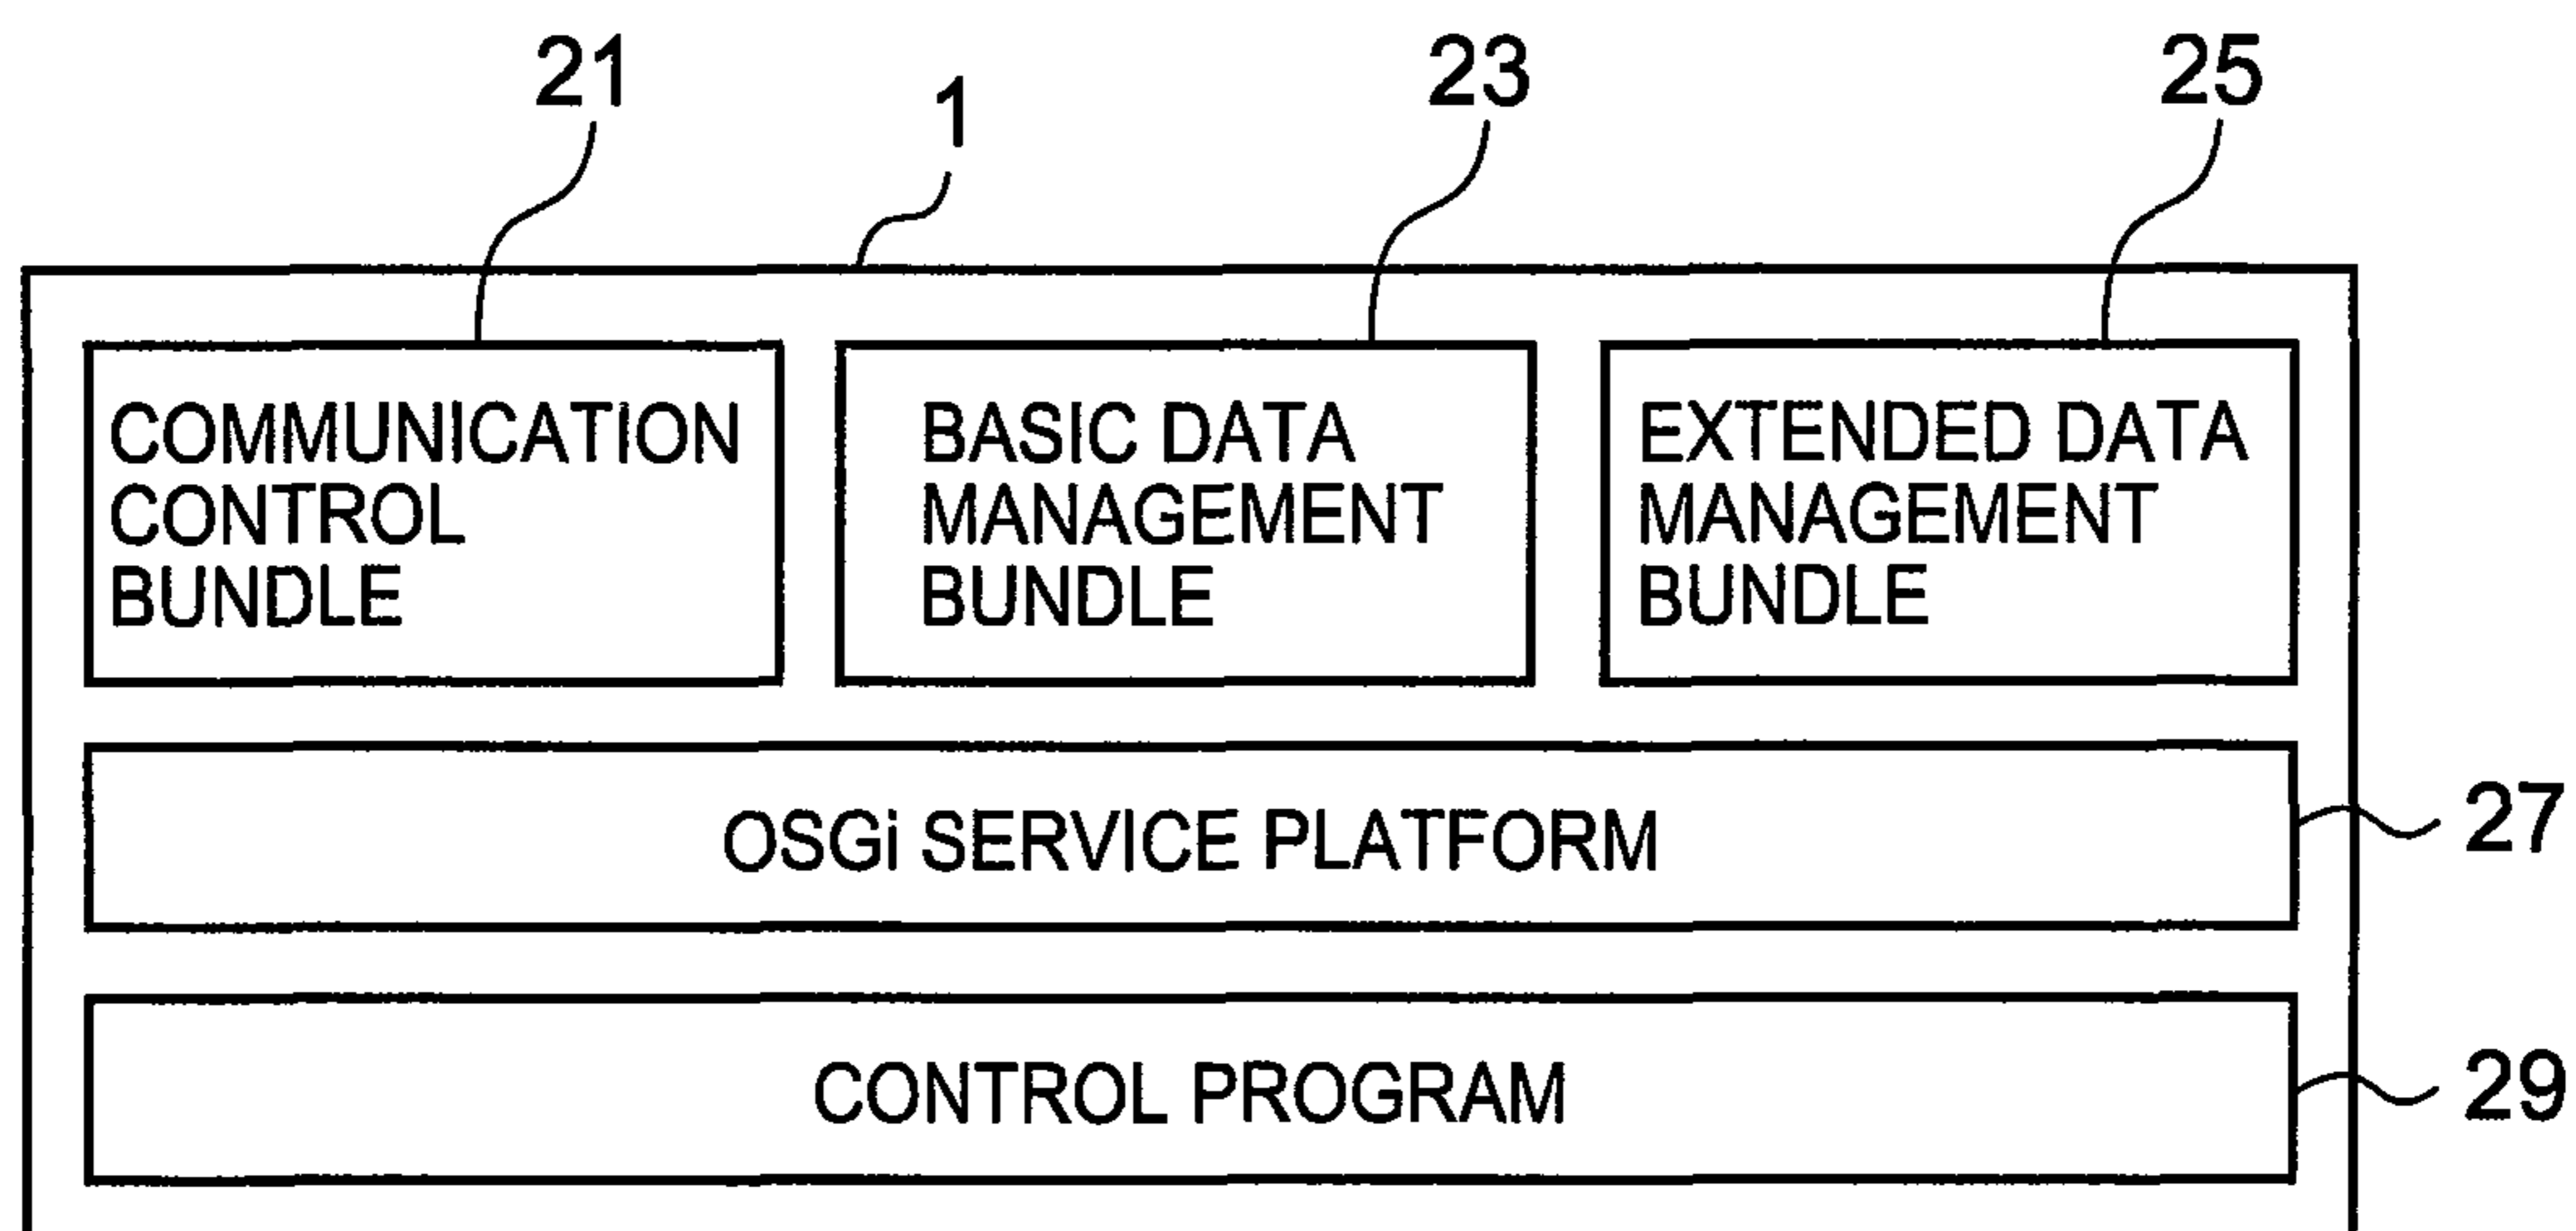 21
1
23
25
COMMUNICATION
CONTROL
BUNDLE
BASIC DATA
MANAGEMENT
BUNDLE
EXTENDED DATA
MANAGEMENT
BUNDLE
OSGi SERVICE PLATFORM
27
CONTROL PROGRAM
29